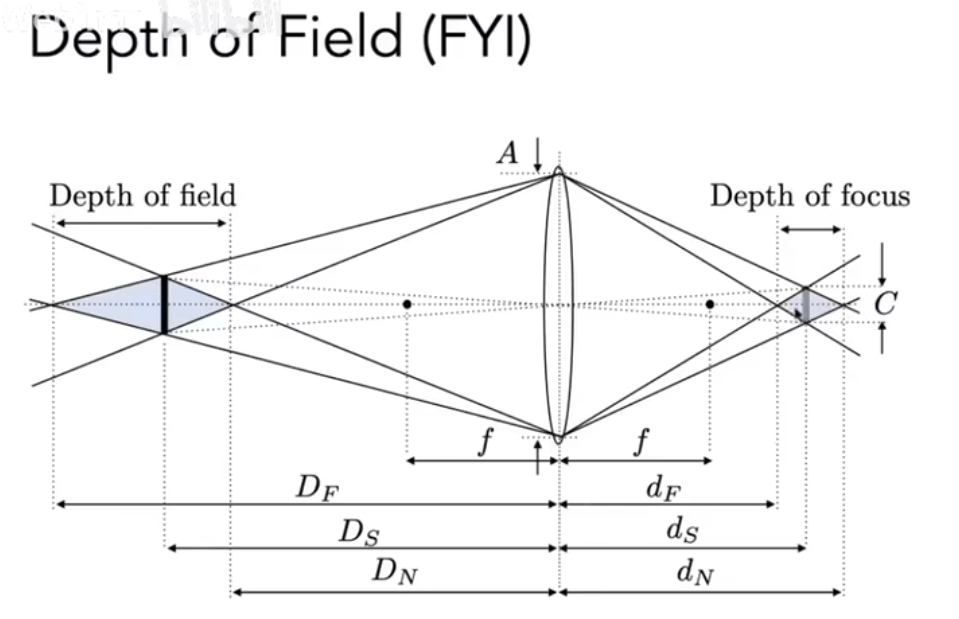 Depth of Field (FYI)
A
Depth of field
Depth of focus
C
f
f
D_F
d_F
D_S
d_S
D_N
d_N